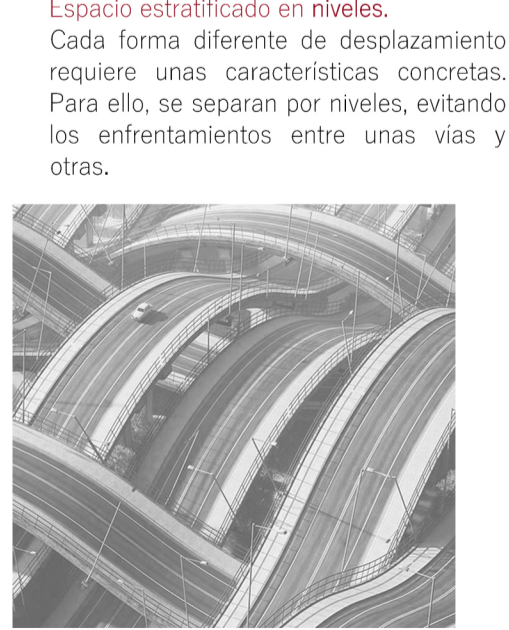 Espacio estratificado en niveles.
Cada forma diferente de desplazamiento
requiere unas características concretas.
Para ello, se separan por niveles, evitando
los enfrentamientos entre unas vías y
otras.